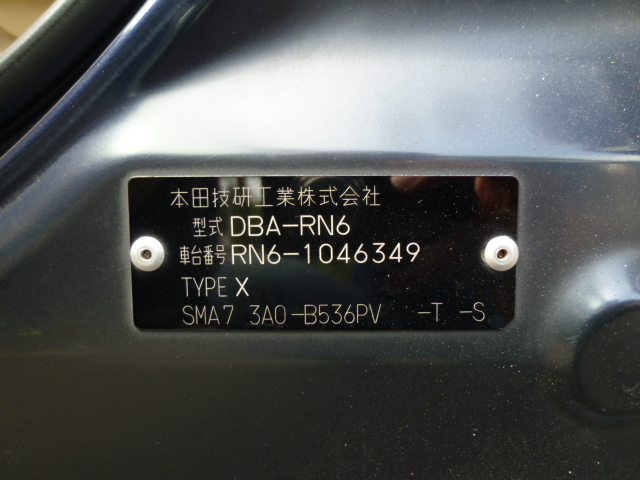 本田技研工業株式会社
型式 DBA-RN6
車台番号 RN6-1046349
TYPE X
SMA7 3A0-B536PV -T -S